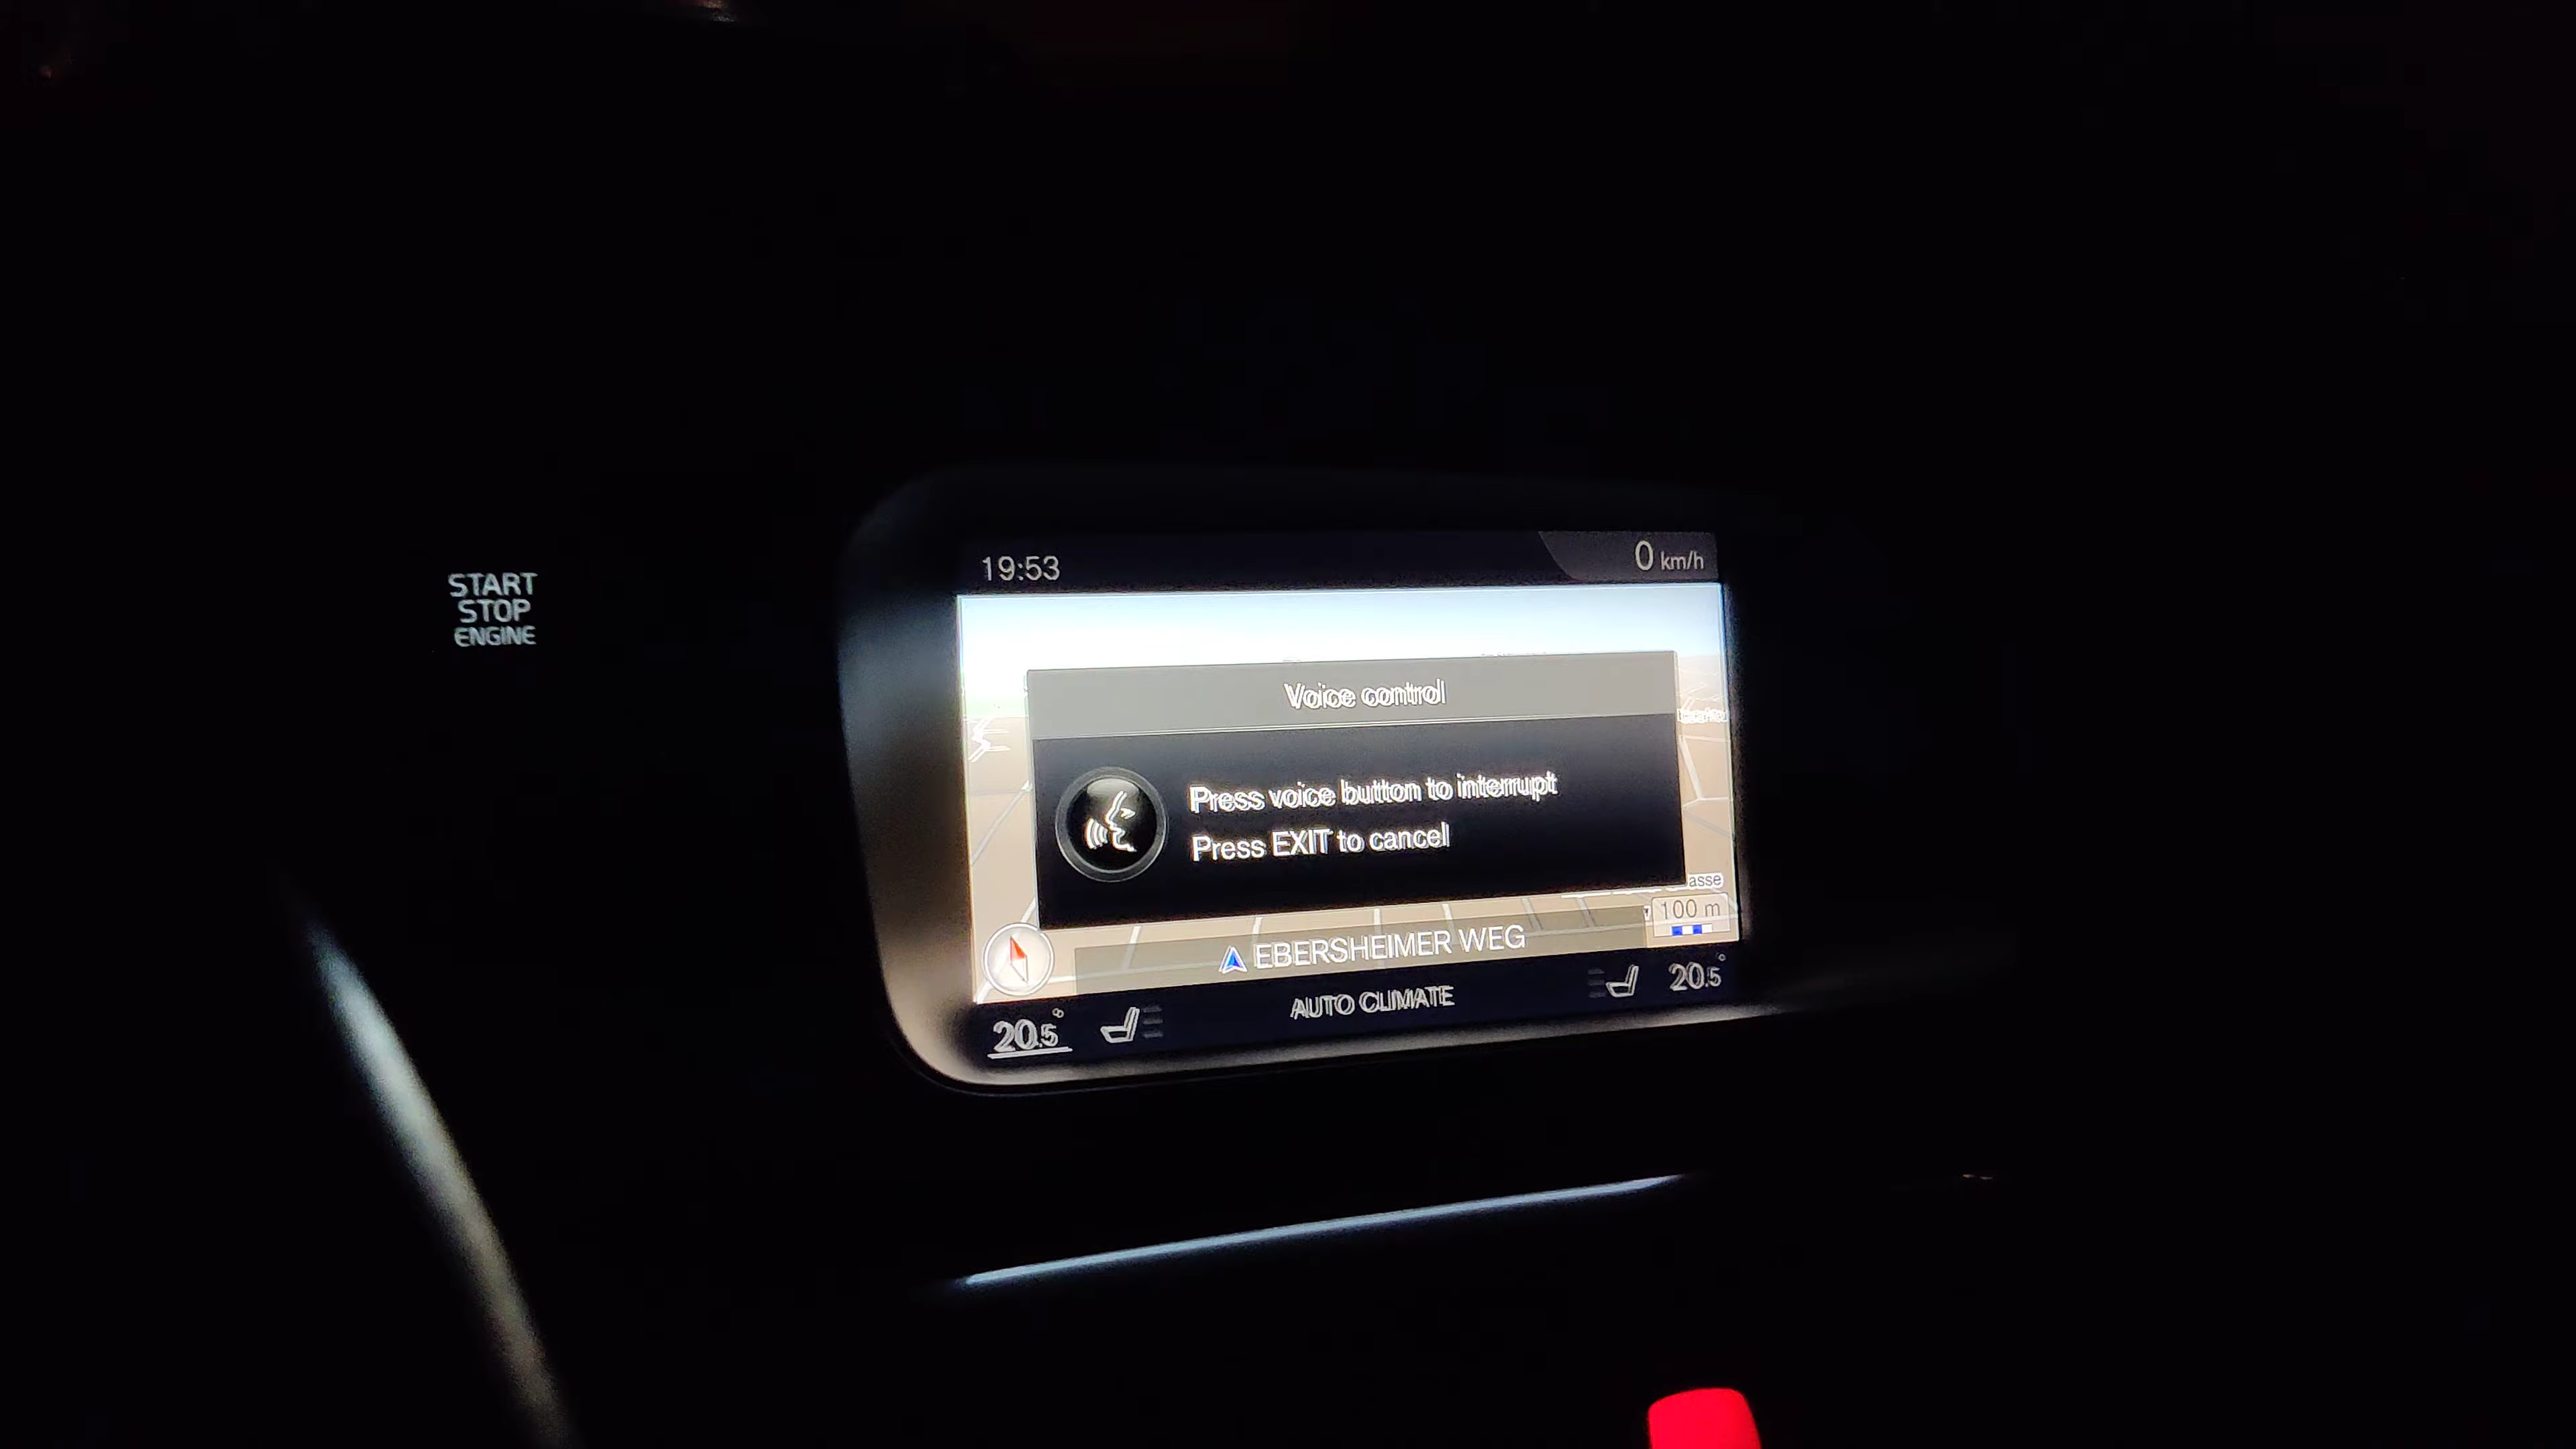 START
STOP
ENGINE
19:53
0 km/h
Voice control
Press voice button to interrupt
Press EXIT to cancel
asse
100 m
EBERSHEIMER WEG
20.5°
AUTO CLIMATE
20.5°